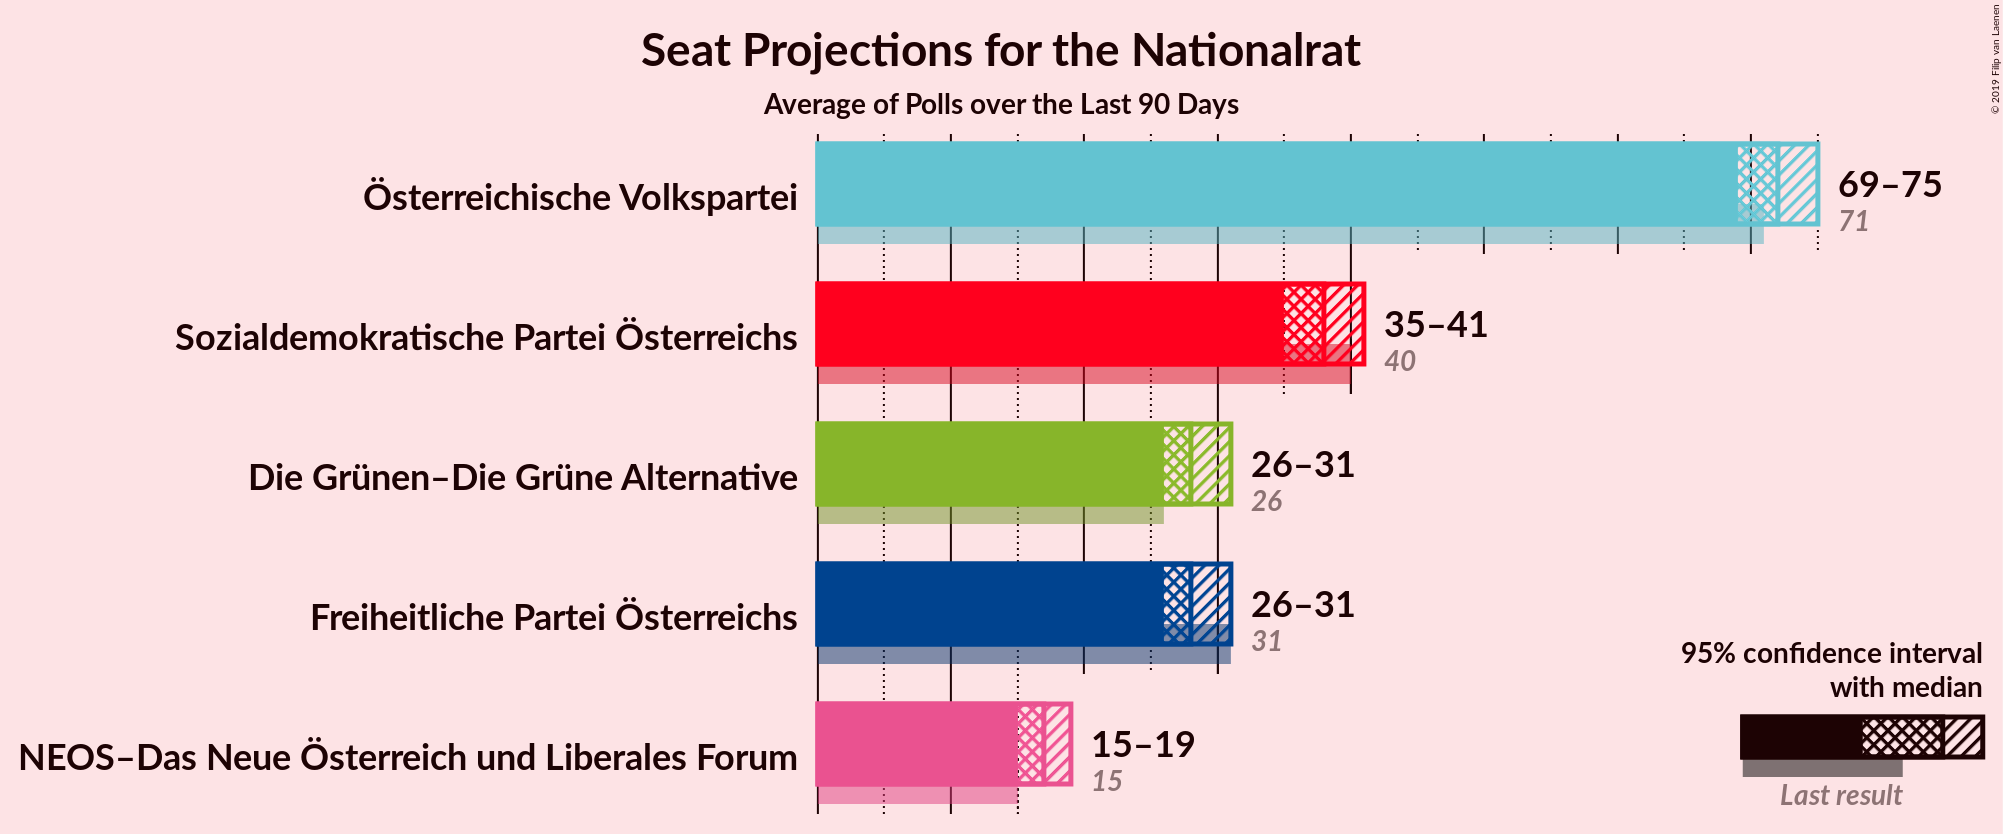 Seat Projections for the Nationalrat
Average of Polls over the Last 90 Days
© 2019 Filip van Laenen
Österreichische Volkspartei
69–75
71
Sozialdemokratische Partei Österreichs
35–41
40
Die Grünen–Die Grüne Alternative
26–31
26
Freiheitliche Partei Österreichs
26–31
31
NEOS–Das Neue Österreich und Liberales Forum
15–19
15
95% confidence interval
with median
Last result